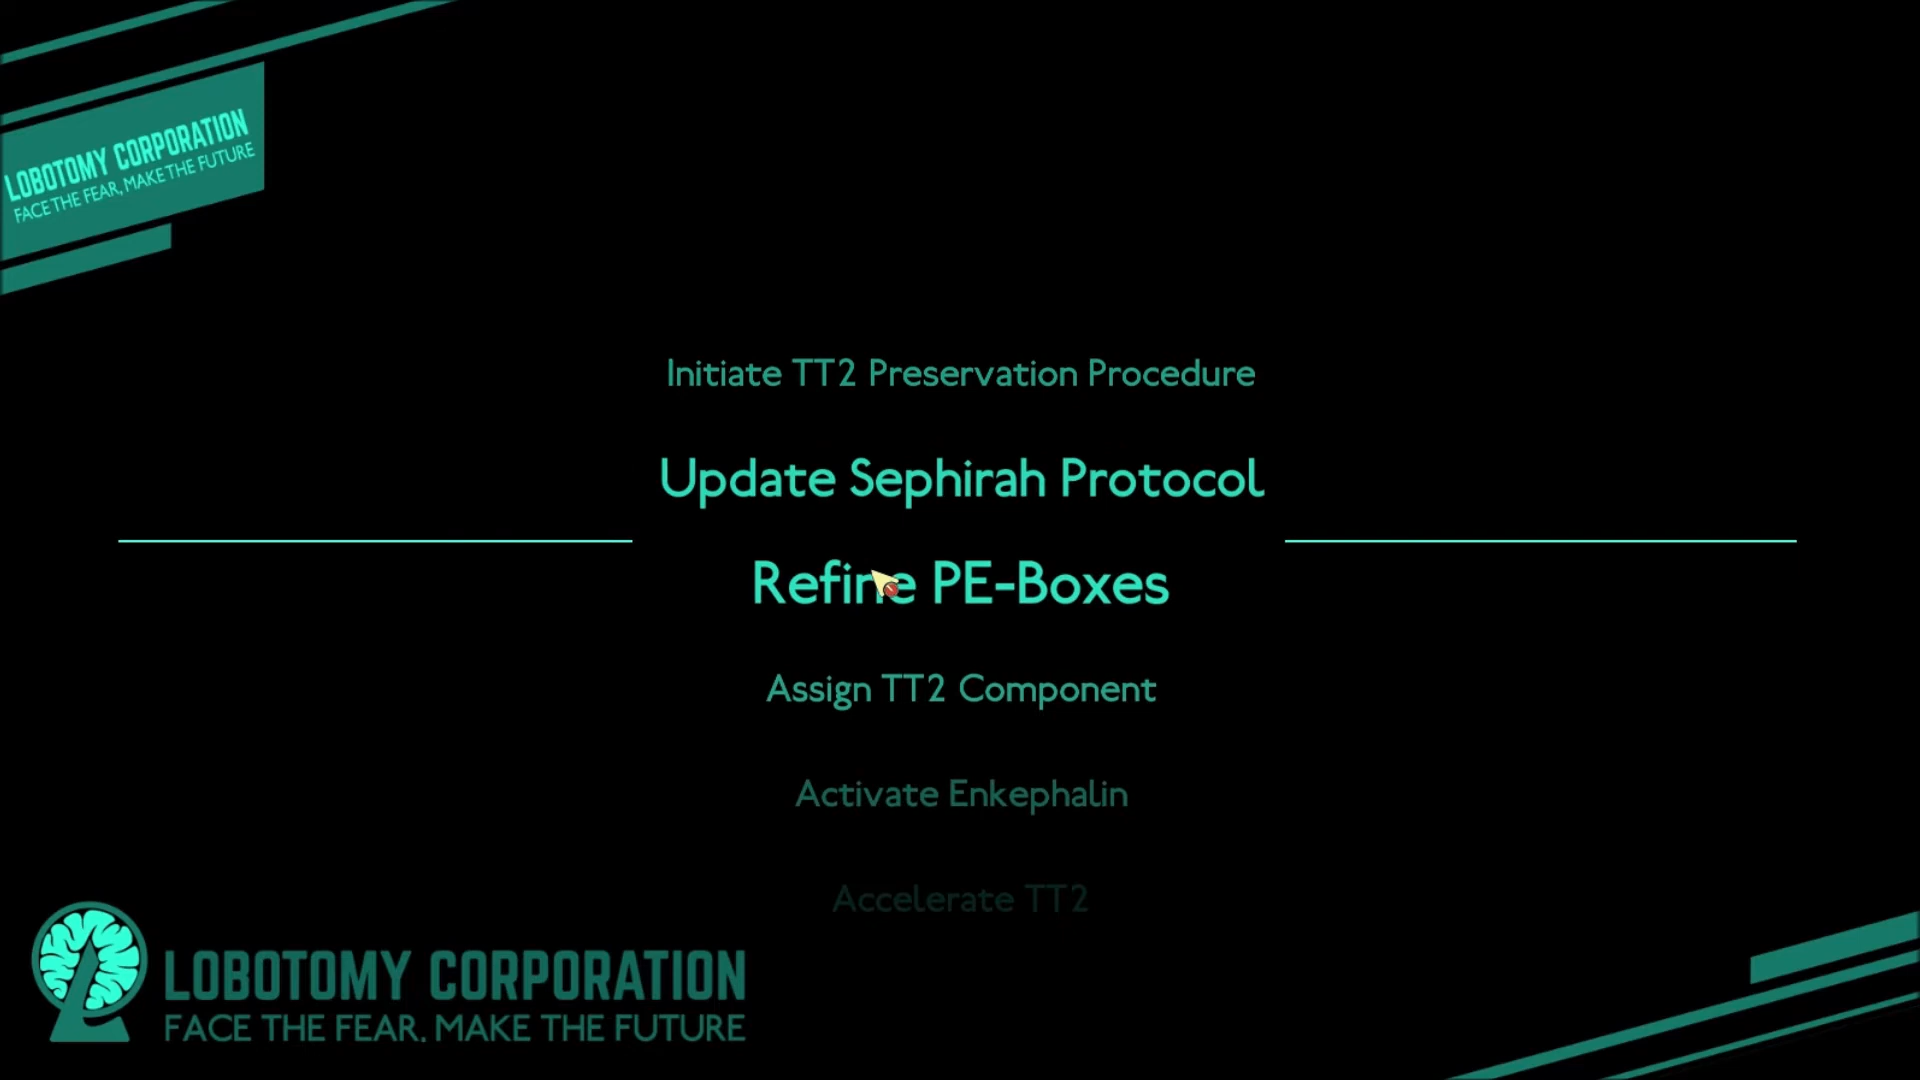 LOBOTOMY CORPORATION
FACE THE FEAR, MAKE THE FUTURE
Initiate TT2 Preservation Procedure
Update Sephirah Protocol
Refine PE-Boxes
Assign TT2 Component
Activate Enkephalin
Accelerate TT2
LOBOTOMY CORPORATION
FACE THE FEAR. MAKE THE FUTURE